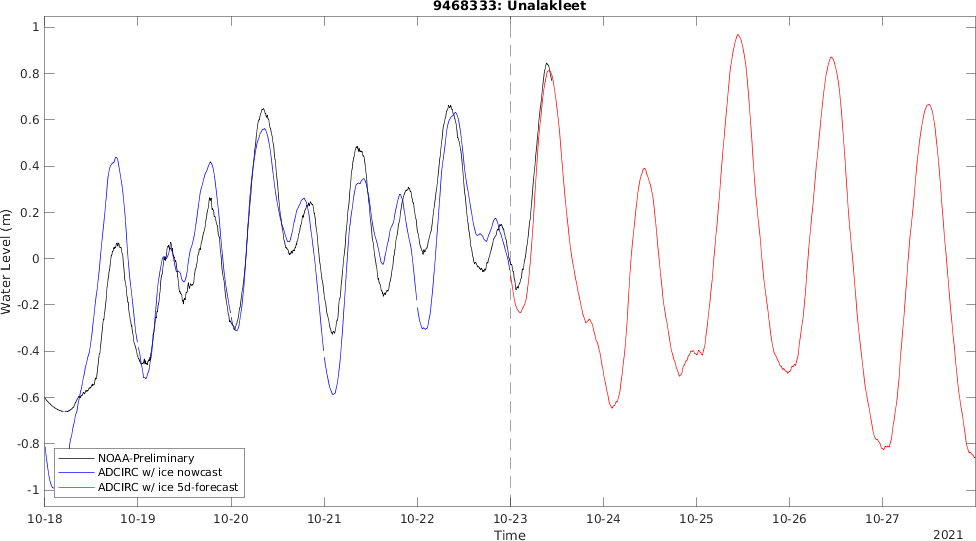 9468333: Unalakleet
1
0.8
0.6
0.4
0.2
0
-0.2
-0.4
-0.6
-0.8
-1
Water Level (m)
NOAA-Preliminary
ADCIRC w/ ice nowcast
ADCIRC w/ ice 5d-forecast
10-18 10-19 10-20 10-21 10-22 10-23 10-24 10-25 10-26 10-27
Time
2021